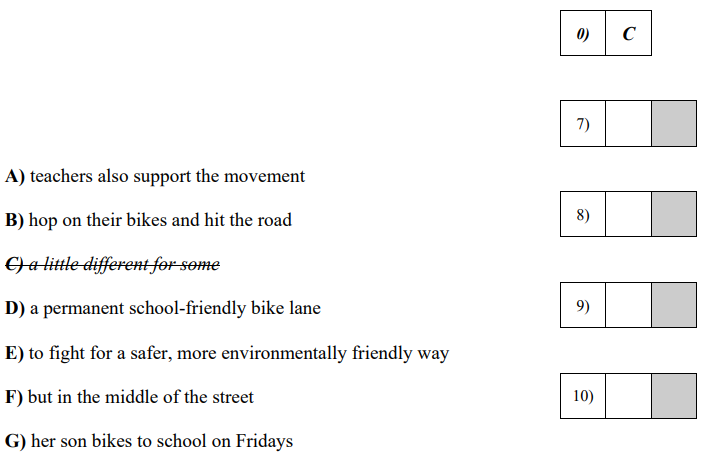 0) C
7)
A) teachers also support the movement
B) hop on their bikes and hit the road
8)
C) a little different for some
D) a permanent school-friendly bike lane
9)
E) to fight for a safer, more environmentally friendly way
F) but in the middle of the street
10)
G) her son bikes to school on Fridays